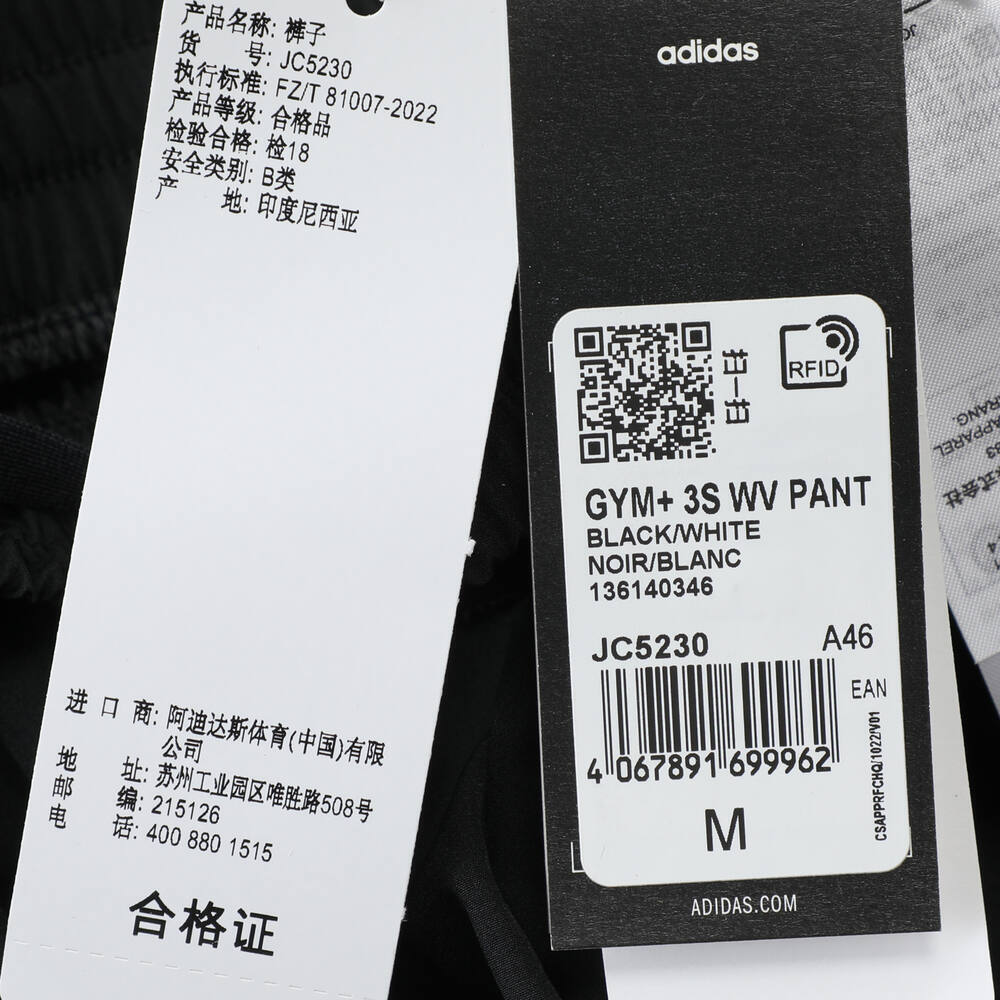 产品名称: 裤子
货 号: JC5230
执行标准: FZ/T 81007-2022
产品等级: 合格品
检验合格: 检18
安全类别: B类
产 地: 印度尼西亚
进 口 商: 阿迪达斯体育(中国)有限
公司
地 址: 苏州工业园区唯胜路508号
邮 编: 215126
电 话: 400 880 1515
合格证
adidas
RFID
GYM+ 3S WV PANT
BLACK/WHITE
NOIR/BLANC
136140346
JC5230 A46
EAN
4 067891 699962
CSAPPRFCHQ/1022/V01
M
ADIDAS.COM
APPAREL
式会社